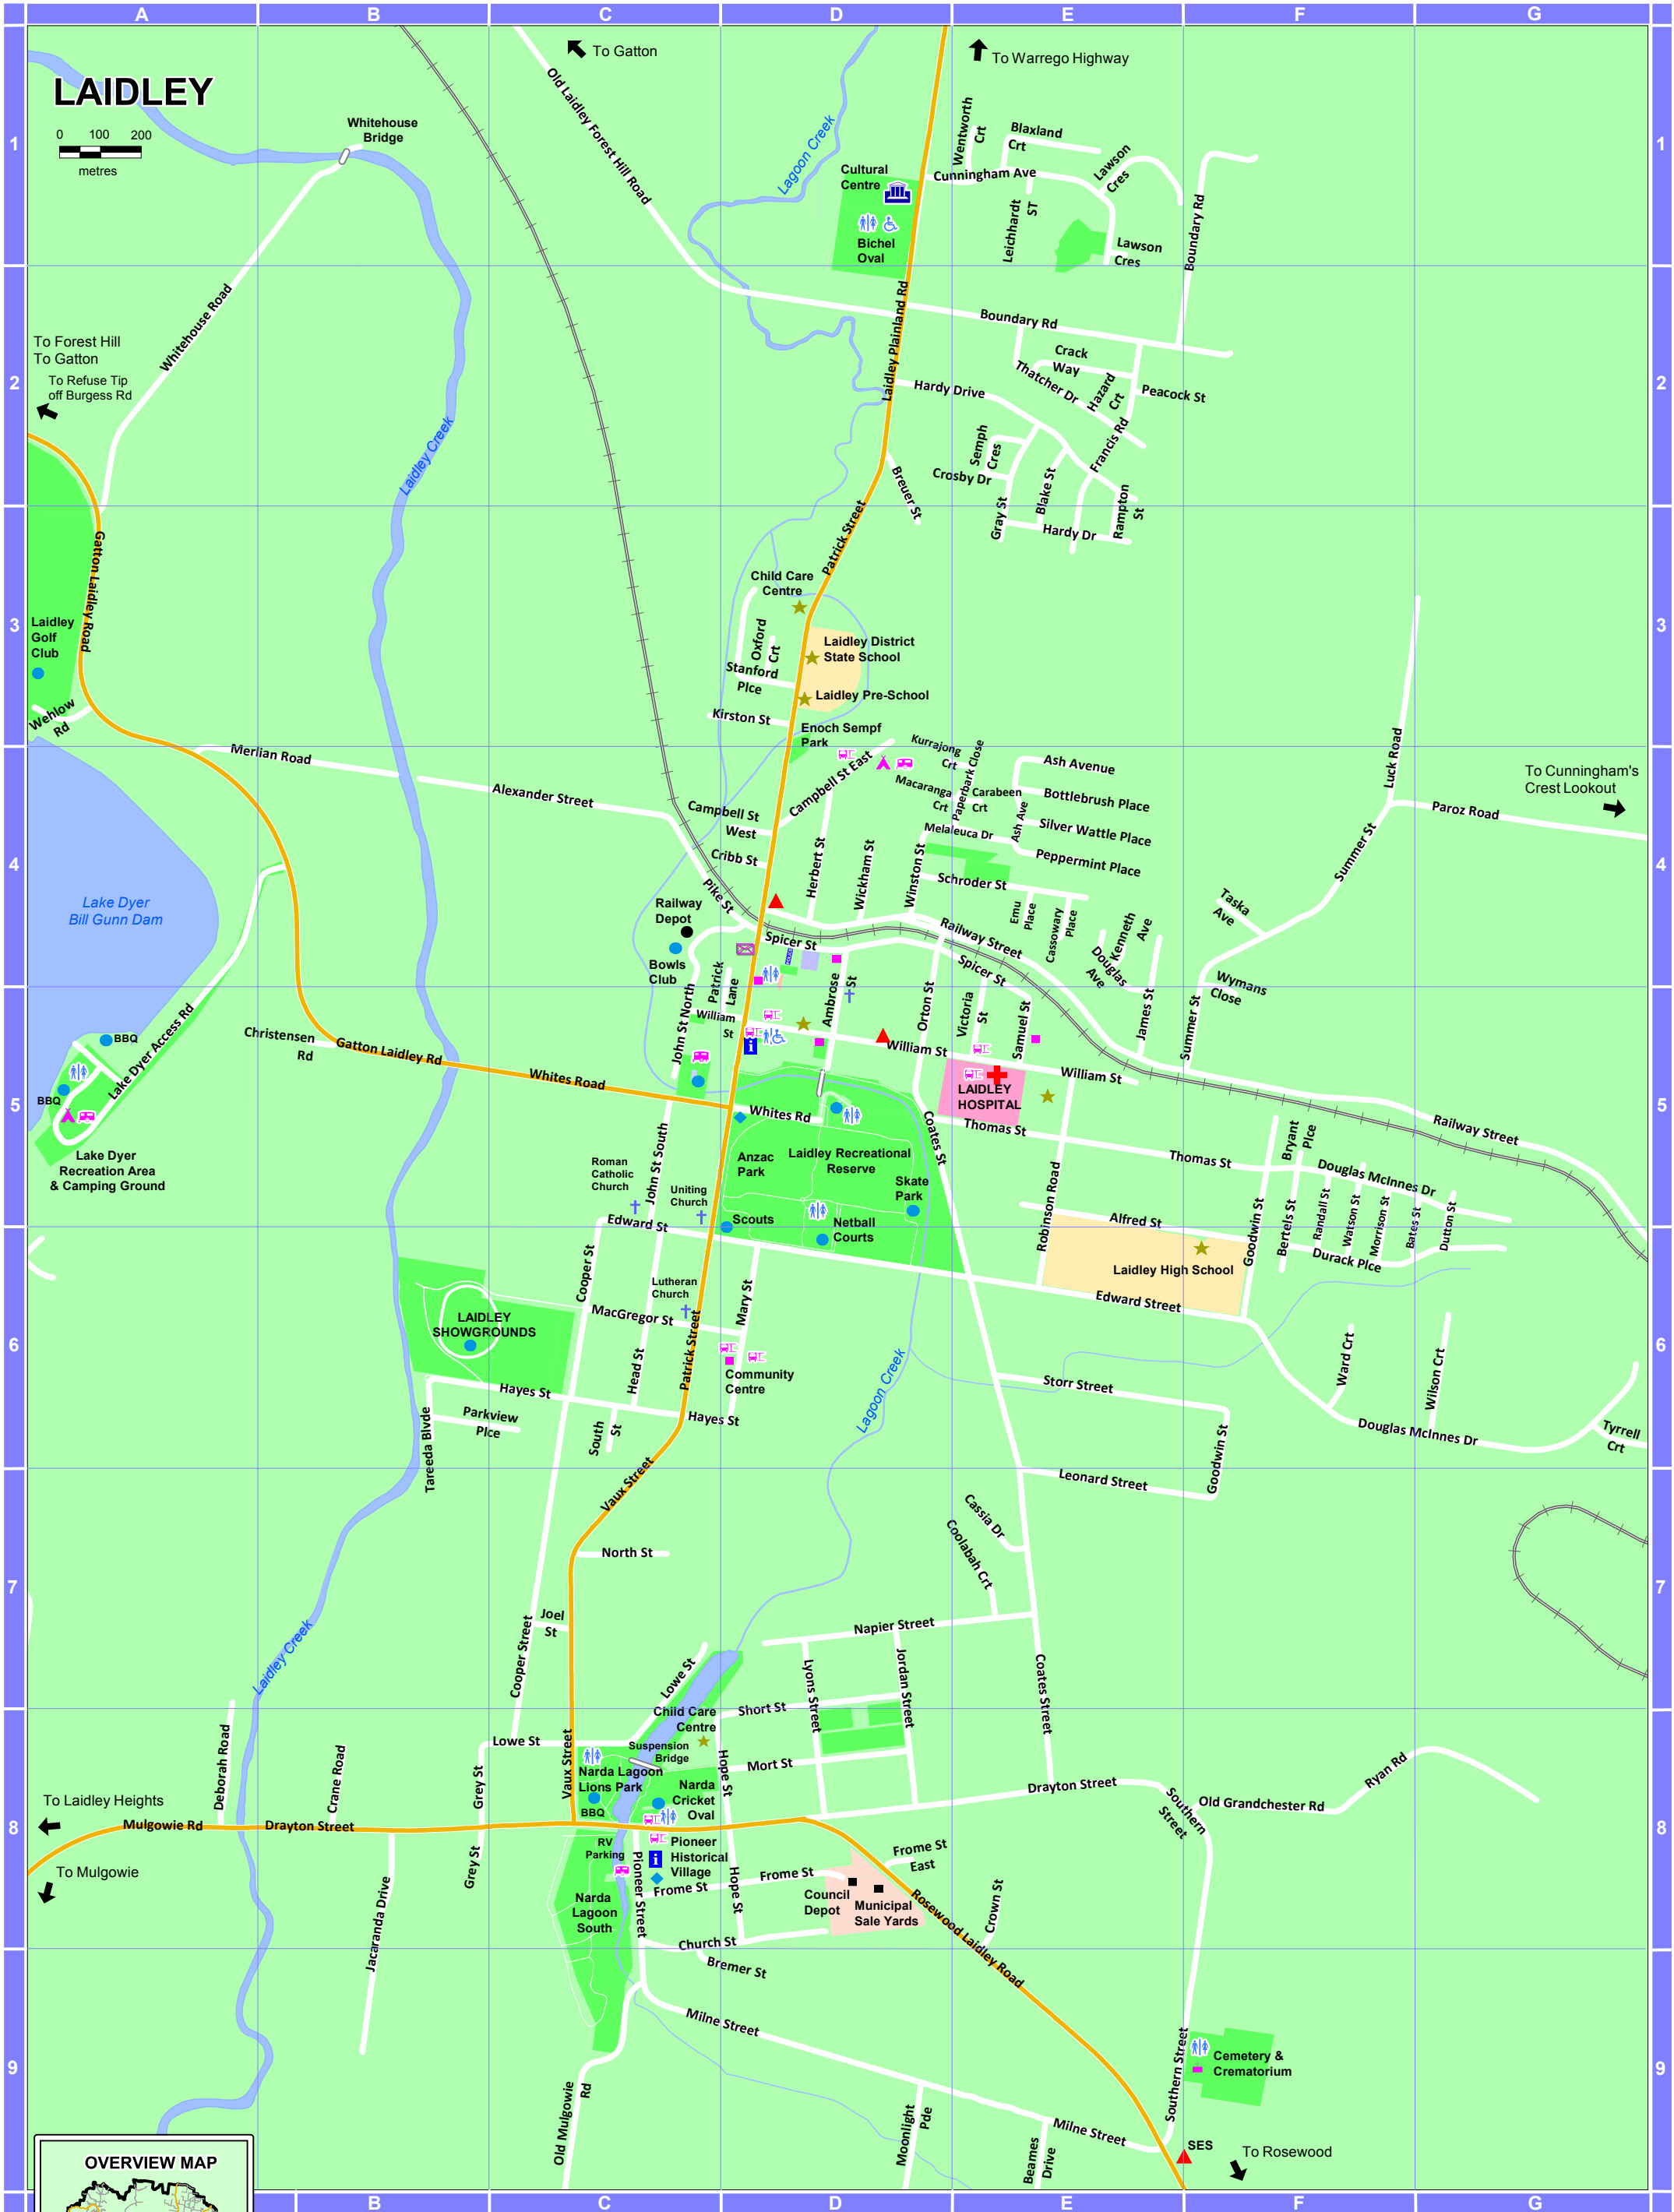 A B C D E F G
LAIDLEY
0 100 200
metres
To Gatton
To Warrego Highway
1
1
Whitehouse
Bridge
Old Laidley Forest Hill Road
Lagoon Creek
Cultural
Centre
Bichel
Oval
Wentworth
Crt
Blaxland
Crt
Cunningham Ave
Lawson
Cres
Leichhardt
ST
Lawson
Cres
Boundary Rd
Whitehouse Road
To Forest Hill
To Gatton
To Refuse Tip
off Burgess Rd
2
2
Laidley Creek
Laidley Plainland Rd
Boundary Rd
Crack
Way
Thatcher Dr
Hazard
Crt
Peacock St
Hardy Drive
Semph
Cres
Francis Rd
Crosby Dr
Breuer St
Blake St
Gray St
Rampton
St
Hardy Dr
Gatton Laidley Road
Patrick Street
Child Care
Centre
3
3
Laidley
Golf
Club
Wehlow
Rd
Oxford
Crt
Stanford
Plce
Laidley District
State School
Laidley Pre-School
Kirston St
Enoch Sempf
Park
Merlian Road
Alexander Street
Campbell St
West
Campbell St East
Kurrajong
Crt
Paperbark Close
Macaranga
Crt
Carabeen
Crt
Ash Avenue
Bottlebrush Place
Ash Ave
Silver Wattle Place
Melaleuca Dr
Peppermint Place
Luck Road
To Cunningham's
Crest Lookout
Paroz Road
4
4
Cribb St
Pike St
Herbert St
Wickham St
Winston St
Schroder St
Emu
Place
Cassowary
Place
Kenneth
Ave
Douglas
Ave
Taska
Ave
Summer St
Lake Dyer
Bill Gunn Dam
Railway
Depot
Bowls
Club
Spicer St
Railway Street
Spicer St
Patrick
Lane
John St North
William
St
Ambrose
St
Orton St
Victoria
St
Samuel St
James St
Summer St
Wymans
Close
BBQ
BBQ
Lake Dyer Access Rd
Christensen
Rd
Gatton Laidley Rd
Whites Road
William St
William St
LAIDLEY
HOSPITAL
5
5
Whites Rd
Thomas St
Coates St
Lake Dyer
Recreation Area
& Camping Ground
Anzac
Park
Laidley Recreational
Reserve
Skate
Park
Roman
Catholic
Church
John St South
Uniting
Church
Scouts
Netball
Courts
Edward St
Robinson Road
Thomas St
Alfred St
Goodwin St
Bryant
Plce
Bertels St
Douglas McInnes Dr
Randall St
Watson St
Morrison St
Bates St
Dutton St
Durack Plce
Railway Street
Laidley High School
Edward Street
Cooper St
Lutheran
Church
Mary St
MacGregor St
LAIDLEY
SHOWGROUNDS
6
6
Head St
Patrick Street
Community
Centre
Lagoon Creek
Storr Street
Ward Crt
Wilson Crt
Hayes St
Hayes St
Parkview
Plce
South
St
Tareeda Blvde
Douglas McInnes Dr
Tyrrell
Crt
Goodwin St
Leonard Street
Vaux Street
Cassia Dr
Coolabah Crt
North St
7
7
Joel
St
Cooper Street
Napier Street
Laidley Creek
Lowe St
Lyons Street
Jordan Street
Coates Street
Short St
Child Care
Centre
Deborah Road
Crane Road
Lowe St
Vaux Street
Suspension
Bridge
Hope St
Mort St
Narda Lagoon
Lions Park
BBQ
Narda
Cricket
Oval
Grey St
Drayton Street
Ryan Rd
Southern
Street
Old Grandchester Rd
To Laidley Heights
8
8
Mulgowie Rd
Drayton Street
To Mulgowie
Grey St
RV
Parking
Pioneer
Historical
Village
Pioneer Street
Frome St
Hope St
Frome St
Frome St
East
Council
Depot
Municipal
Sale Yards
Narda
Lagoon
South
Jacaranda Drive
Crown St
Rosewood Laidley Road
Church St
Bremer St
Milne Street
9
9
Southern Street
Cemetery &
Crematorium
Old Mulgowie
Rd
Moonlight
Pde
Beames
Drive
Milne Street
SES
To Rosewood
OVERVIEW MAP
B C D E F G